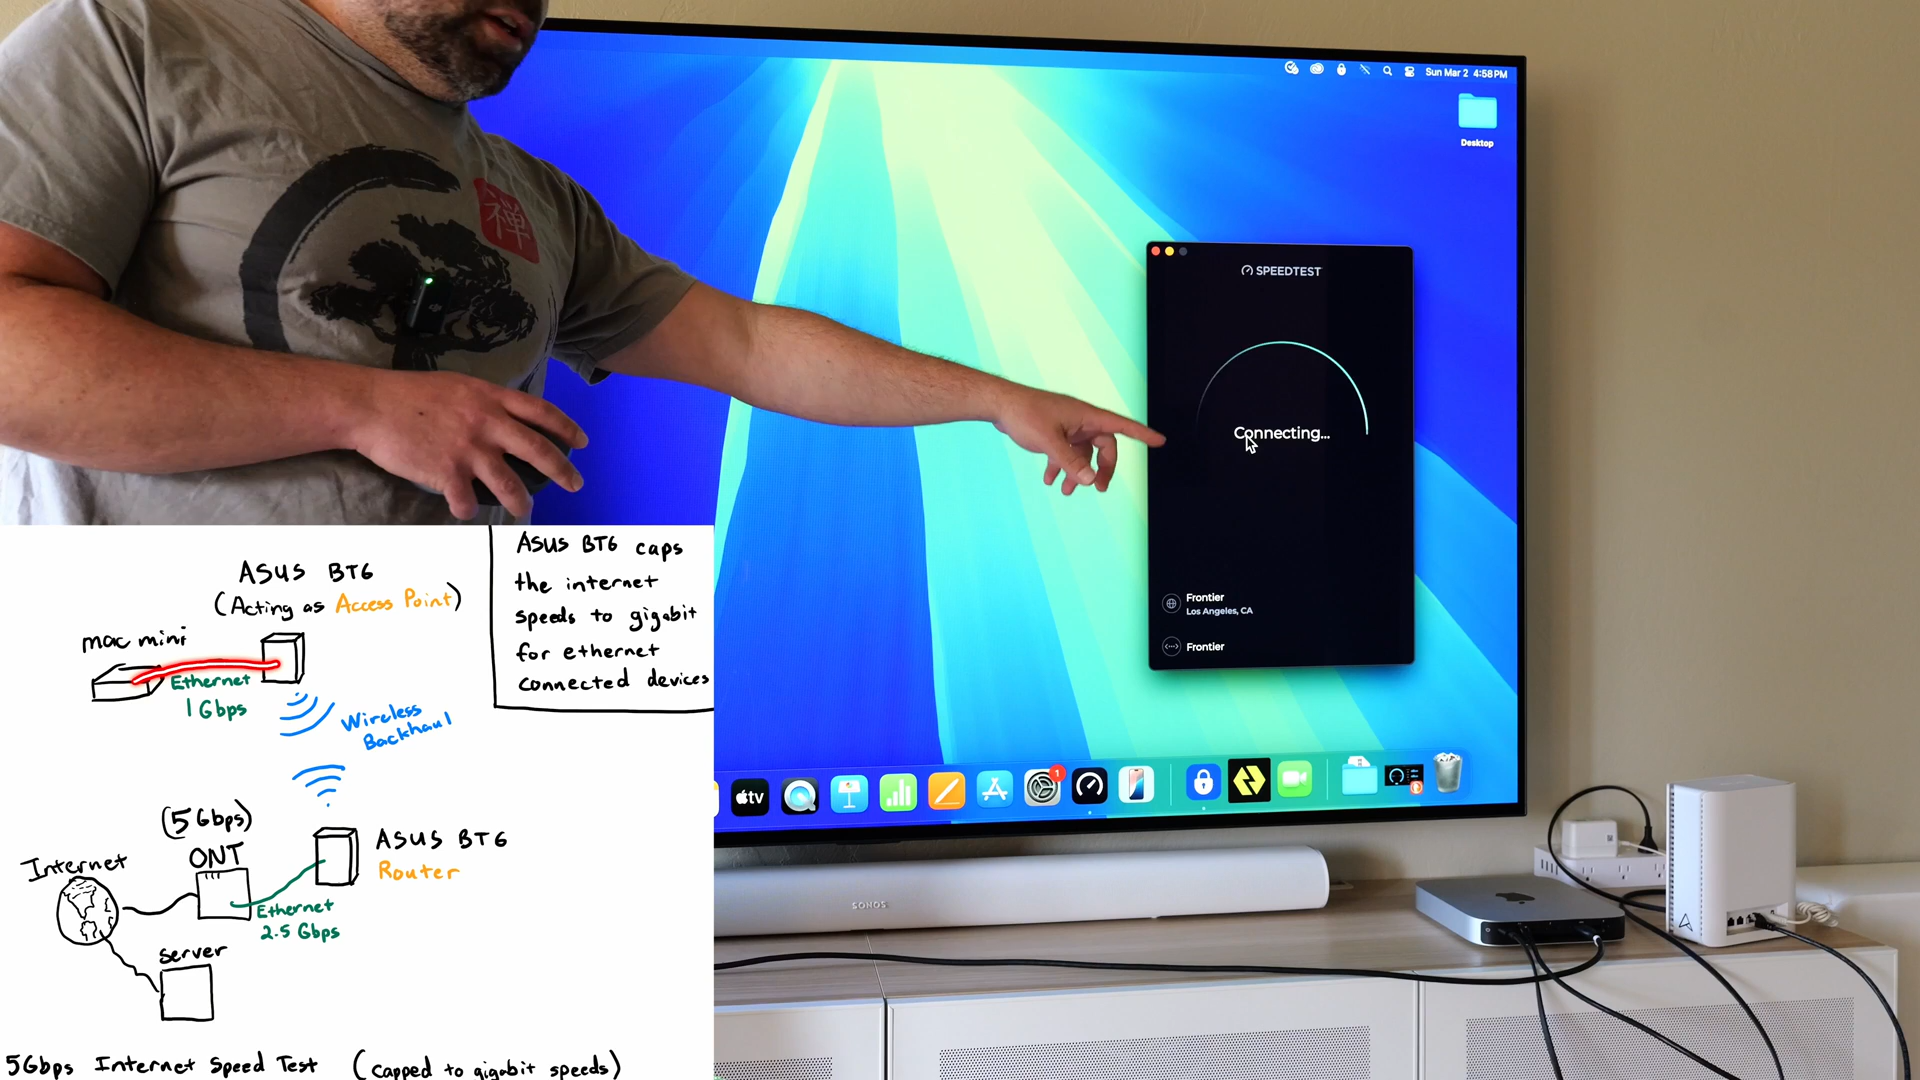 禅
Sun Mar 2 4:58 PM
Desktop
SPEEDTEST
Connecting...
Frontier
Los Angeles, CA
Frontier
tv
1
SONOS
ASUS BT6
(Acting as Access Point)
mac mini
Ethernet
1 Gbps
Wireless
Backhaul
ASUS BT6 caps
the internet
speeds to gigabit
for ethernet
connected devices
(5 Gbps)
ONT
Internet
ASUS BT6
Router
Ethernet
2.5 Gbps
server
5Gbps Internet Speed Test (capped to gigabit speeds)